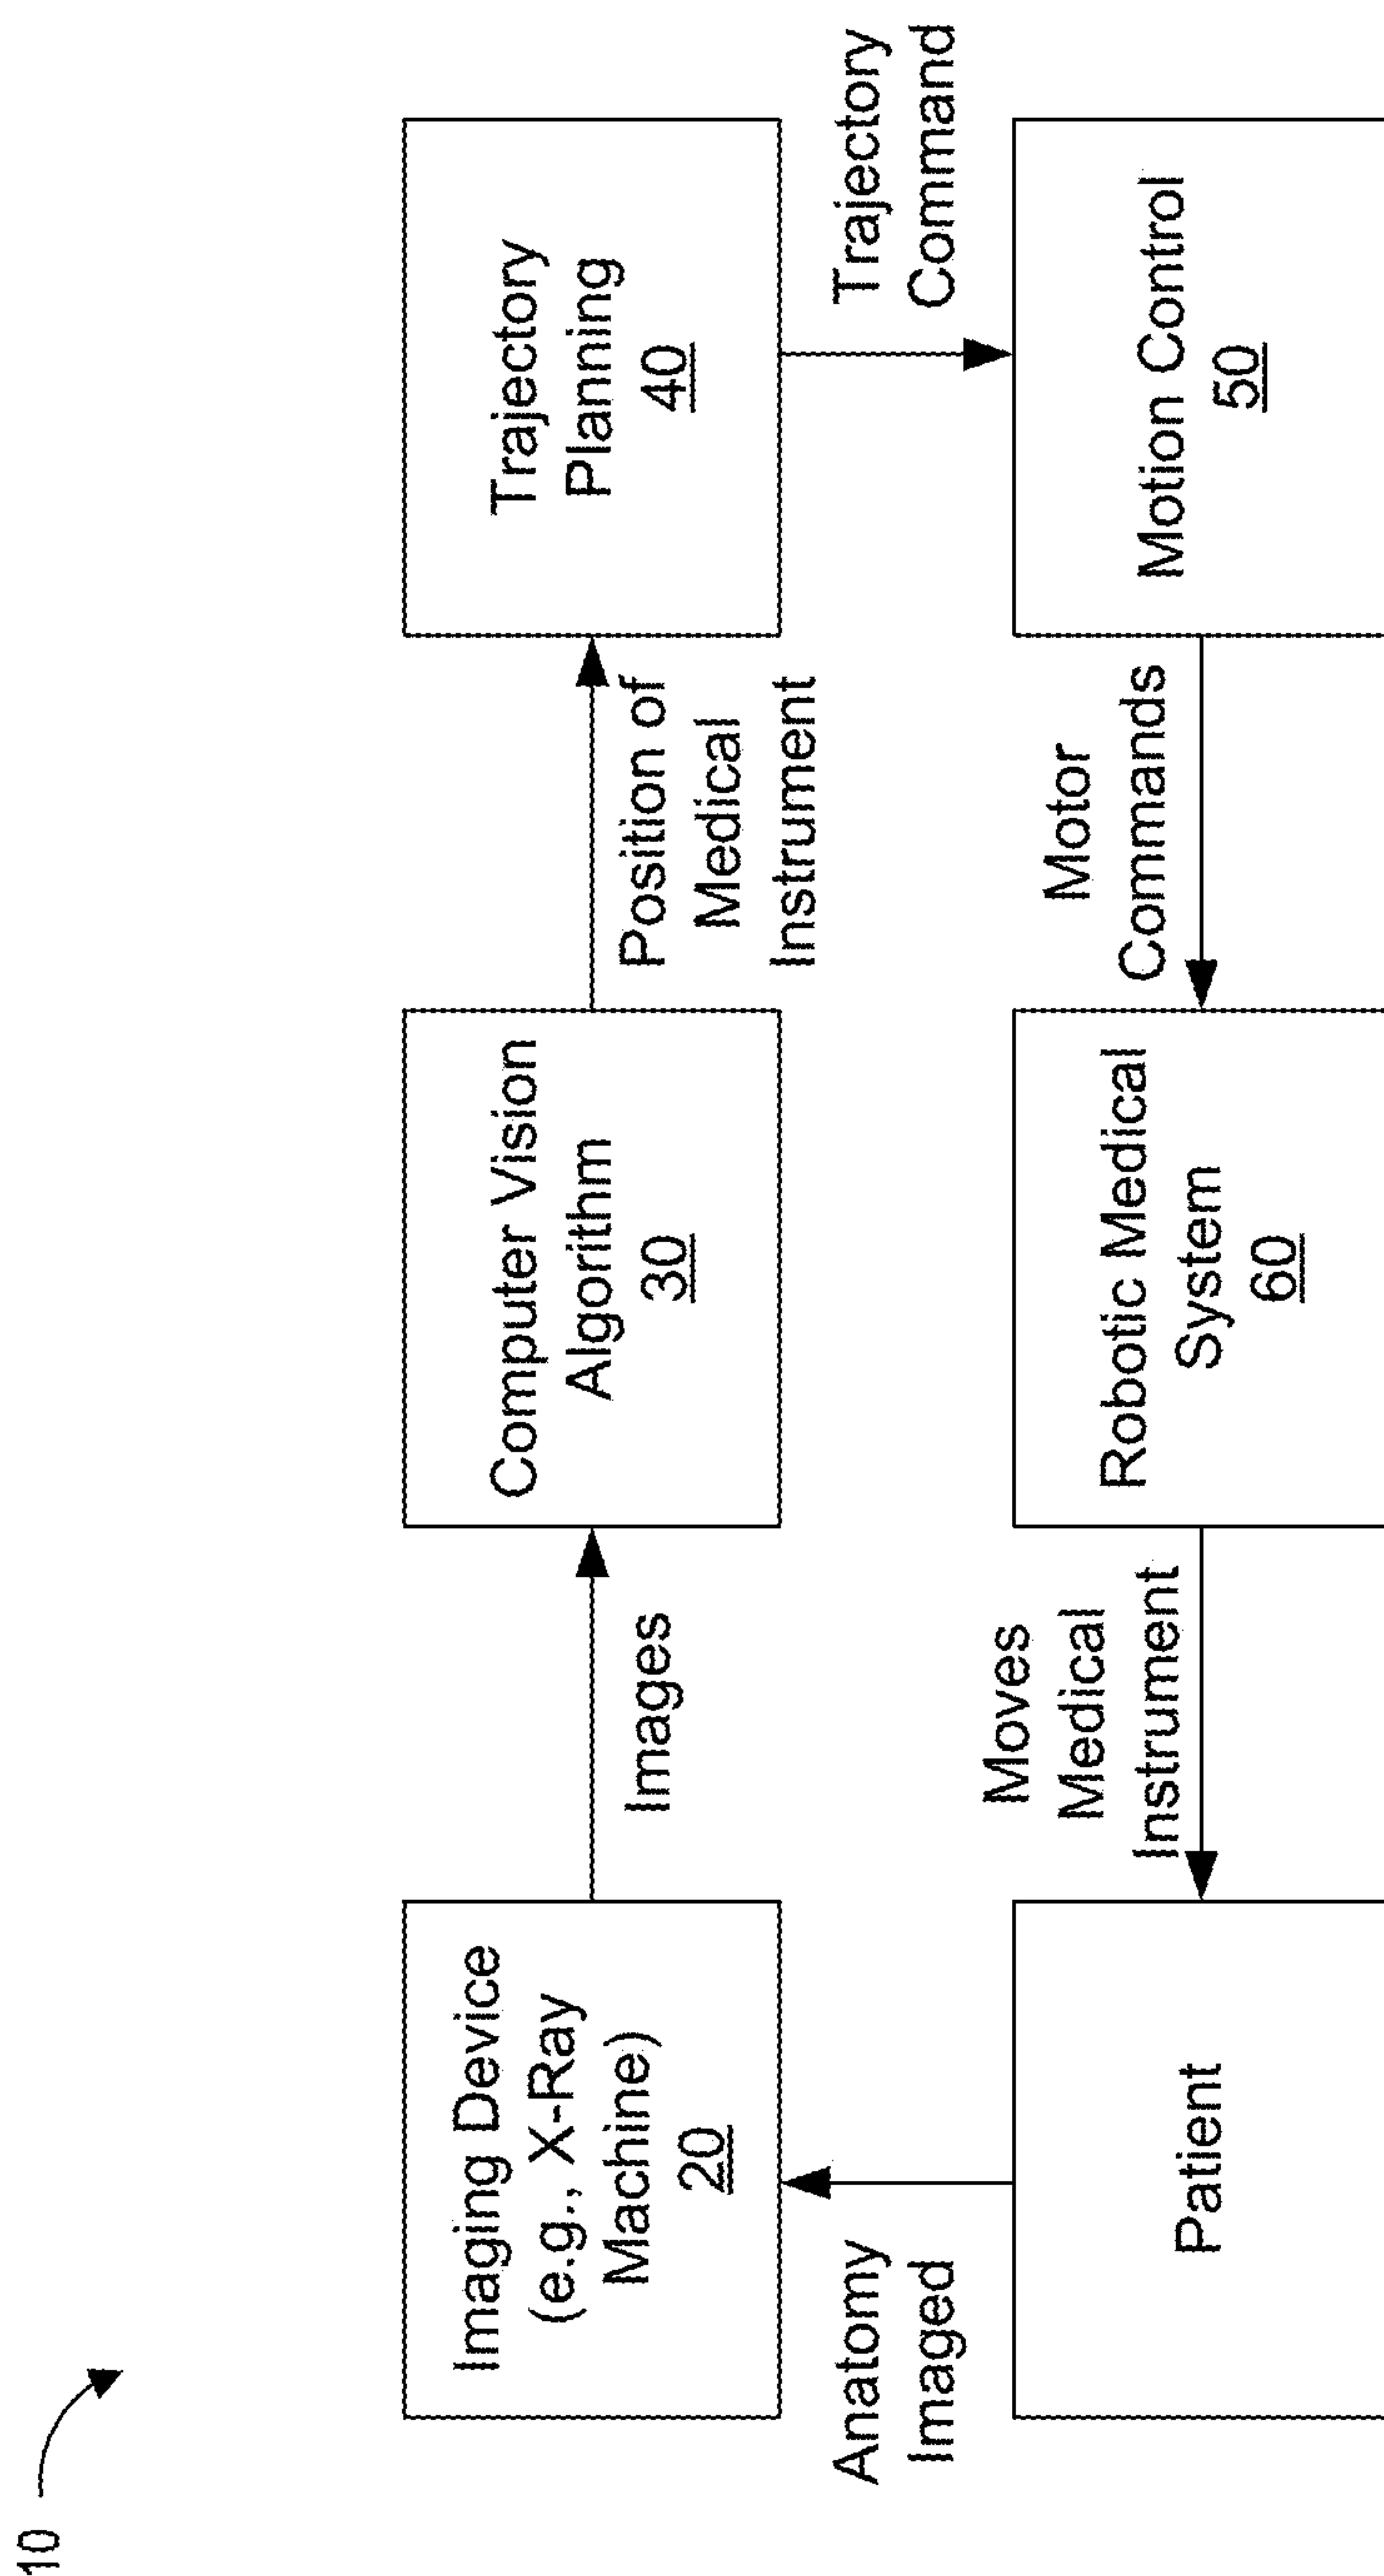 10
Imaging Device
(e.g., X-Ray
Machine)
20
Images
Computer Vision
Algorithm
30
Position of
Medical
Instrument
Trajectory
Planning
40
Anatomy
Imaged
Trajectory
Command
Patient
Moves
Medical
Instrument
Robotic Medical
System
60
Motor
Commands
Motion Control
50